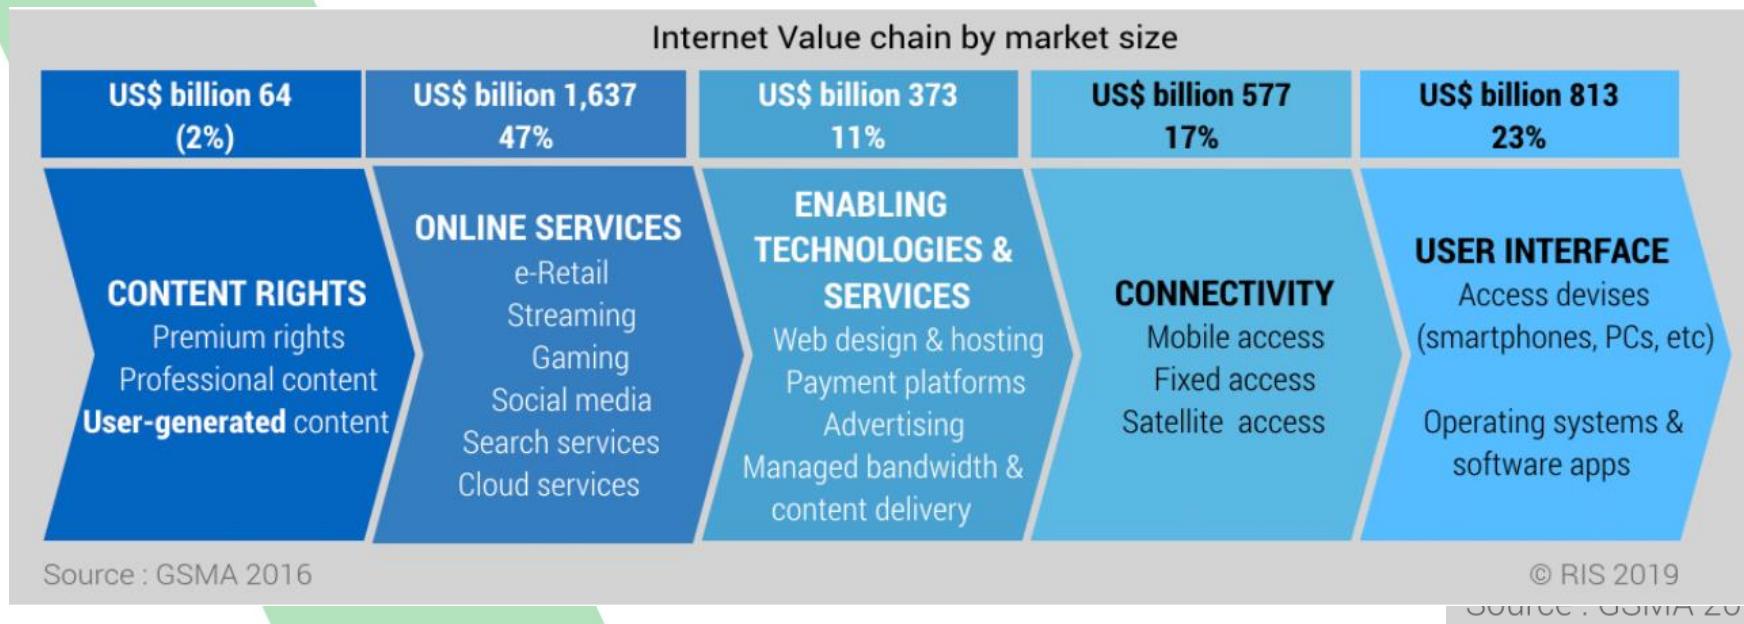 Internet Value chain by market size
US$ billion 64
(2%)
US$ billion 1,637
47%
US$ billion 373
11%
US$ billion 577
17%
US$ billion 813
23%
CONTENT RIGHTS
Premium rights
Professional content
User-generated content
ONLINE SERVICES
e-Retail
Streaming
Gaming
Social media
Search services
Cloud services
ENABLING
TECHNOLOGIES &
SERVICES
Web design & hosting
Payment platforms
Advertising
Managed bandwidth &
content delivery
CONNECTIVITY
Mobile access
Fixed access
Satellite access
USER INTERFACE
Access devises
(smartphones, PCs, etc)
Operating systems &
software apps
Source : GSMA 2016
© RIS 2019
Source : GSMA 20